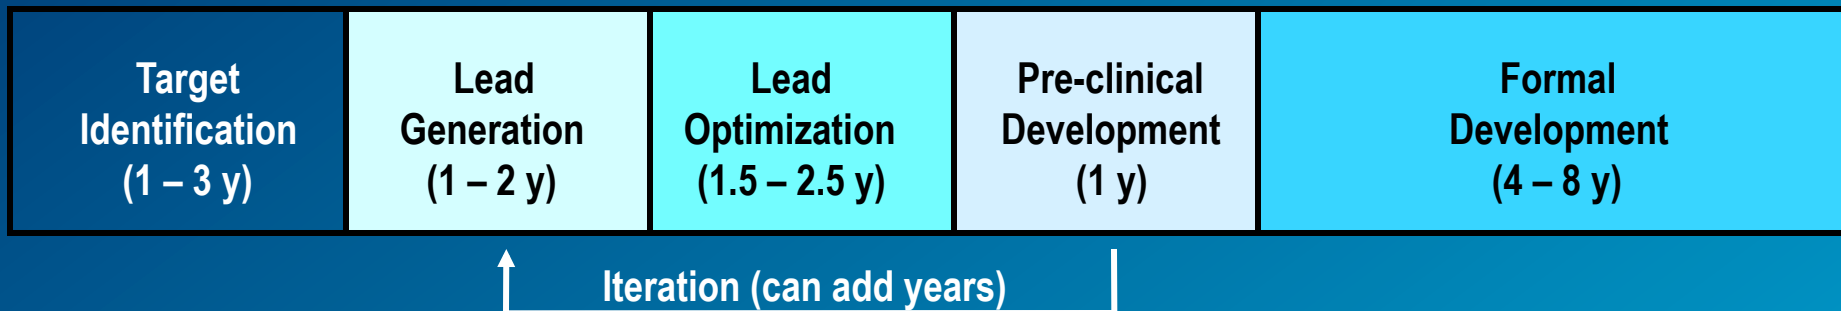 Target
Identification
(1 – 3 y)
Lead
Generation
(1 – 2 y)
Lead
Optimization
(1.5 – 2.5 y)
Pre-clinical
Development
(1 y)
Formal
Development
(4 – 8 y)
Iteration (can add years)